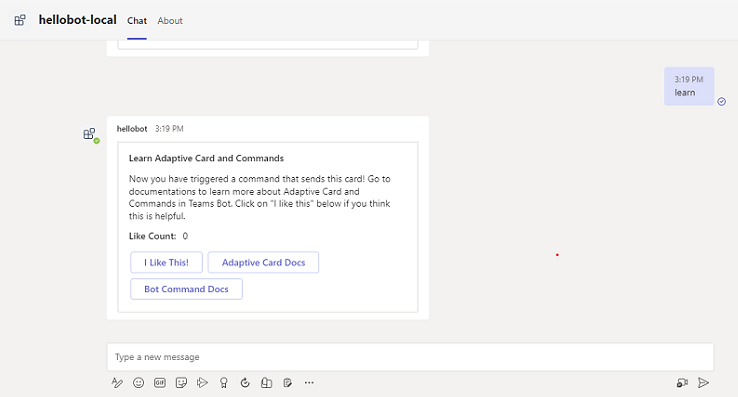 hellobot-local Chat About
3:19 PM
learn
hellobot 3:19 PM
Learn Adaptive Card and Commands
Now you have triggered a command that sends this card! Go to
documentations to learn more about Adaptive Card and
Commands in Teams Bot. Click on "I like this" below if you think
this is helpful.
Like Count: 0
I Like This! Adaptive Card Docs
Bot Command Docs
Type a new message
GIF